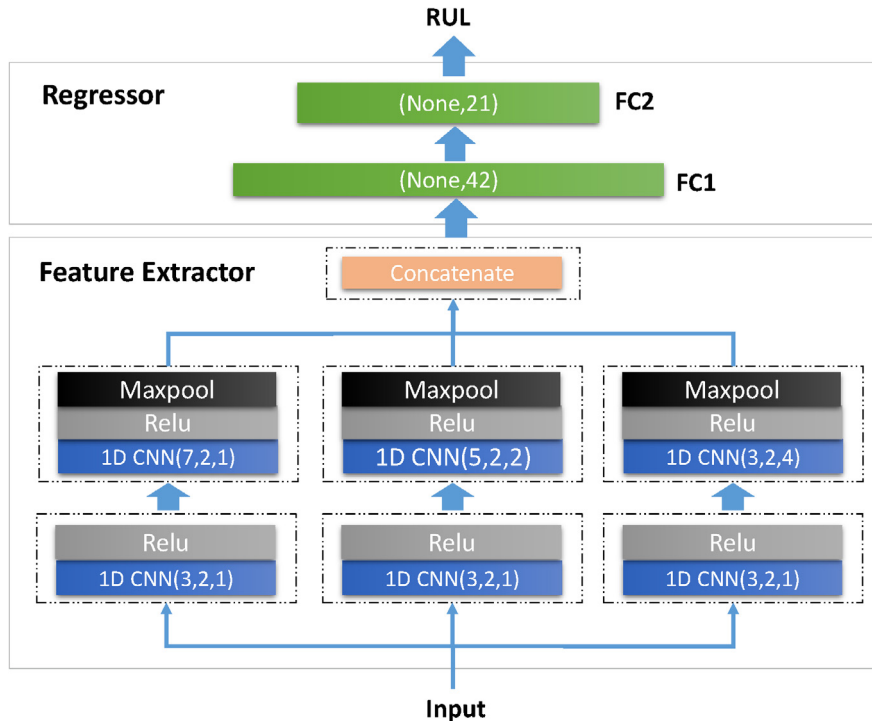 RUL
Regressor
(None,21)
FC2
(None,42)
FC1
Feature Extractor
Concatenate
Maxpool
Maxpool
Maxpool
Relu
Relu
Relu
1D CNN(7,2,1)
1D CNN(5,2,2)
1D CNN(3,2,4)
Relu
Relu
Relu
1D CNN(3,2,1)
1D CNN(3,2,1)
1D CNN(3,2,1)
Input